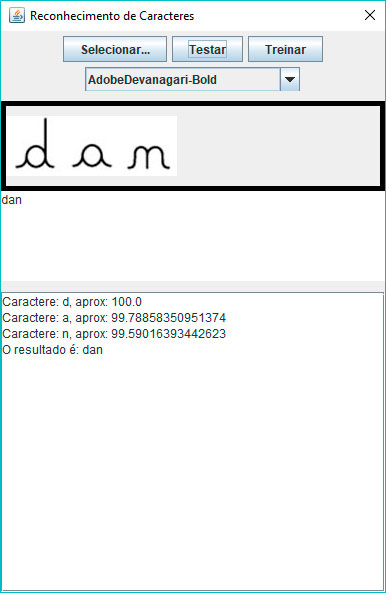 Reconhecimento de Caracteres
Selecionar... Testar Treinar
AdobeDevanagari-Bold
d a m
dan
Caractere: d, aprox: 100.0
Caractere: a, aprox: 99.78858350951374
Caractere: n, aprox: 99.59016393442623
O resultado é: dan